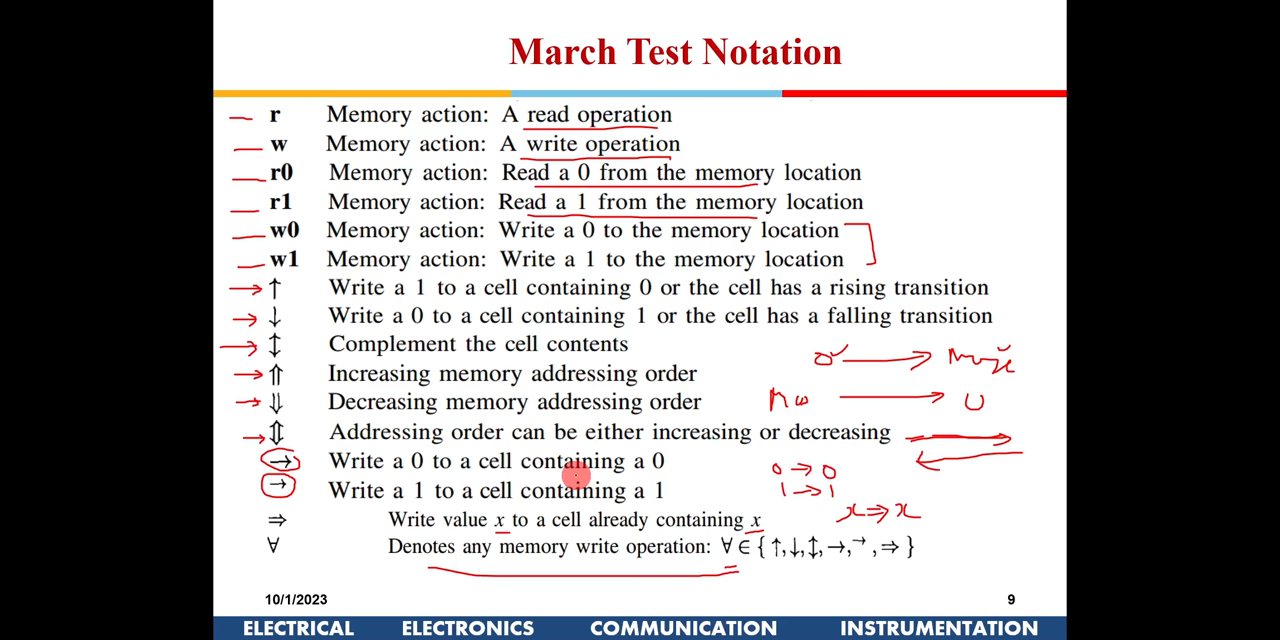 March Test Notation
r Memory action: A read operation
w Memory action: A write operation
r0 Memory action: Read a 0 from the memory location
r1 Memory action: Read a 1 from the memory location
w0 Memory action: Write a 0 to the memory location
w1 Memory action: Write a 1 to the memory location
↑ Write a 1 to a cell containing 0 or the cell has a rising transition
↓ Write a 0 to a cell containing 1 or the cell has a falling transition
↕ Complement the cell contents
⇑ Increasing memory addressing order
⇓ Decreasing memory addressing order
⇕ Addressing order can be either increasing or decreasing
→ Write a 0 to a cell containing a 0
0 → 0
→ Write a 1 to a cell containing a 1
1 → 1
⇒ Write value x to a cell already containing x
x ⇒ x
∀ Denotes any memory write operation: ∀ ∈ { ↑, ↓, ↕, →, →, ⇒ }
10/1/2023 9
ELECTRICAL ELECTRONICS COMMUNICATION INSTRUMENTATION